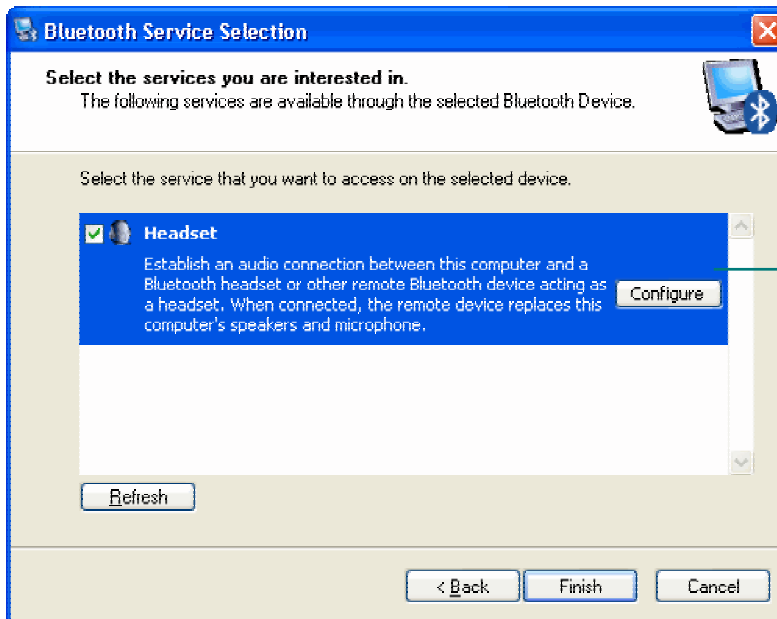 Bluetooth Service Selection
Select the services you are interested in.
The following services are available through the selected Bluetooth Device.
Select the service that you want to access on the selected device.
Headset
Establish an audio connection between this computer and a
Bluetooth headset or other remote Bluetooth device acting as
a headset. When connected, the remote device replaces this
computer's speakers and microphone.
Configure
Refresh
< Back
Finish
Cancel